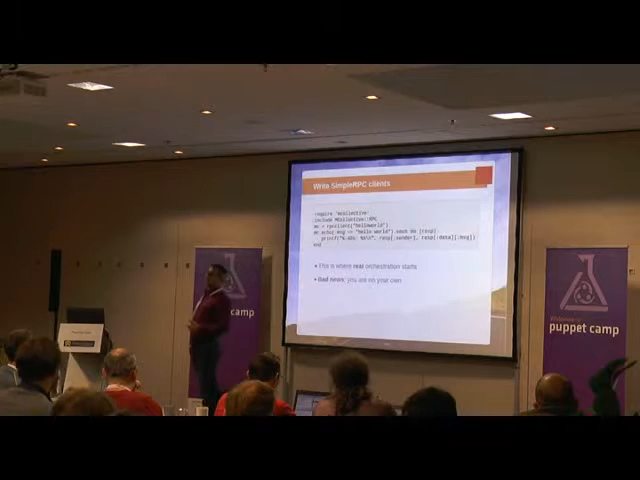 Write SimpleRPC clients
require 'mcollective'
include MCollective::RPC
mc = rpcclient("helloworld")
mc.echo(:msg => "hello world").each do |resp|
end
This is where real orchestration starts
Bad news: you are on your own
puppet camp
puppet camp